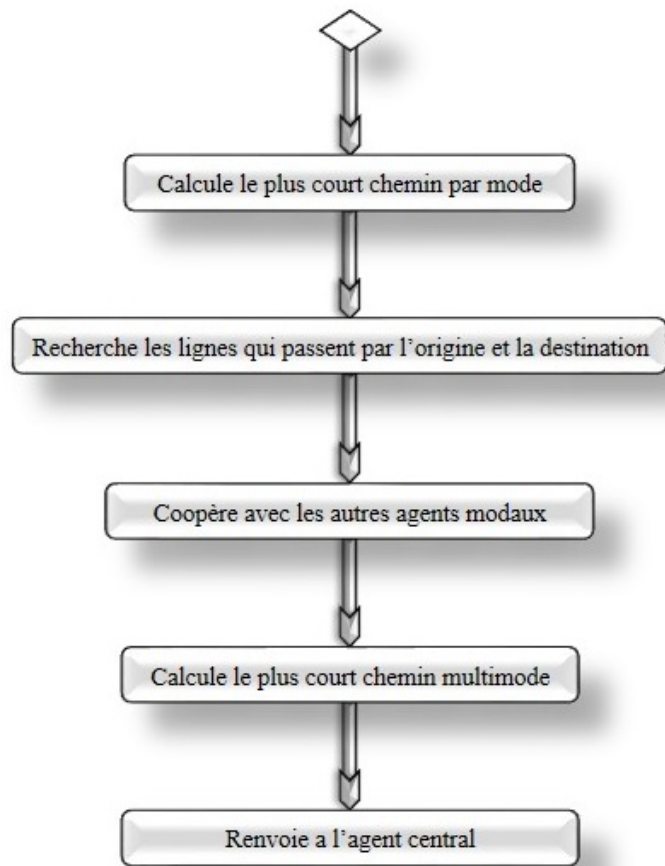 Calcule le plus court chemin par mode
Recherche les lignes qui passent par l’origine et la destination
Coopère avec les autres agents modaux
Calcule le plus court chemin multimode
Renvoie a l’agent central